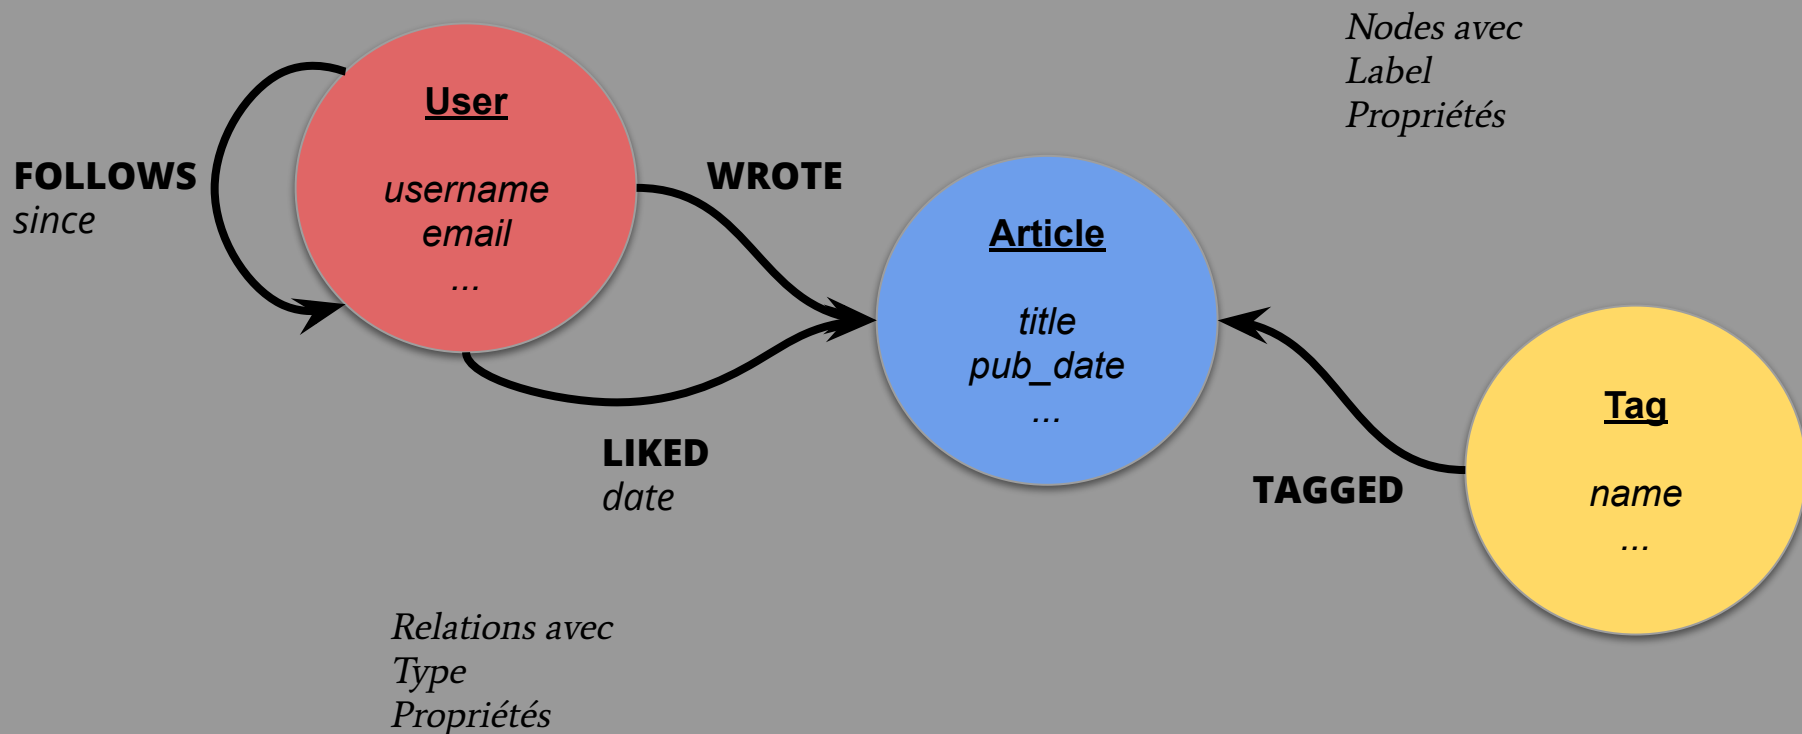 Nodes avec
Label
Propriétés
User
username
email
...
FOLLOWS
since
WROTE
Article
title
pub_date
...
LIKED
date
Tag
name
...
TAGGED
Relations avec
Type
Propriétés